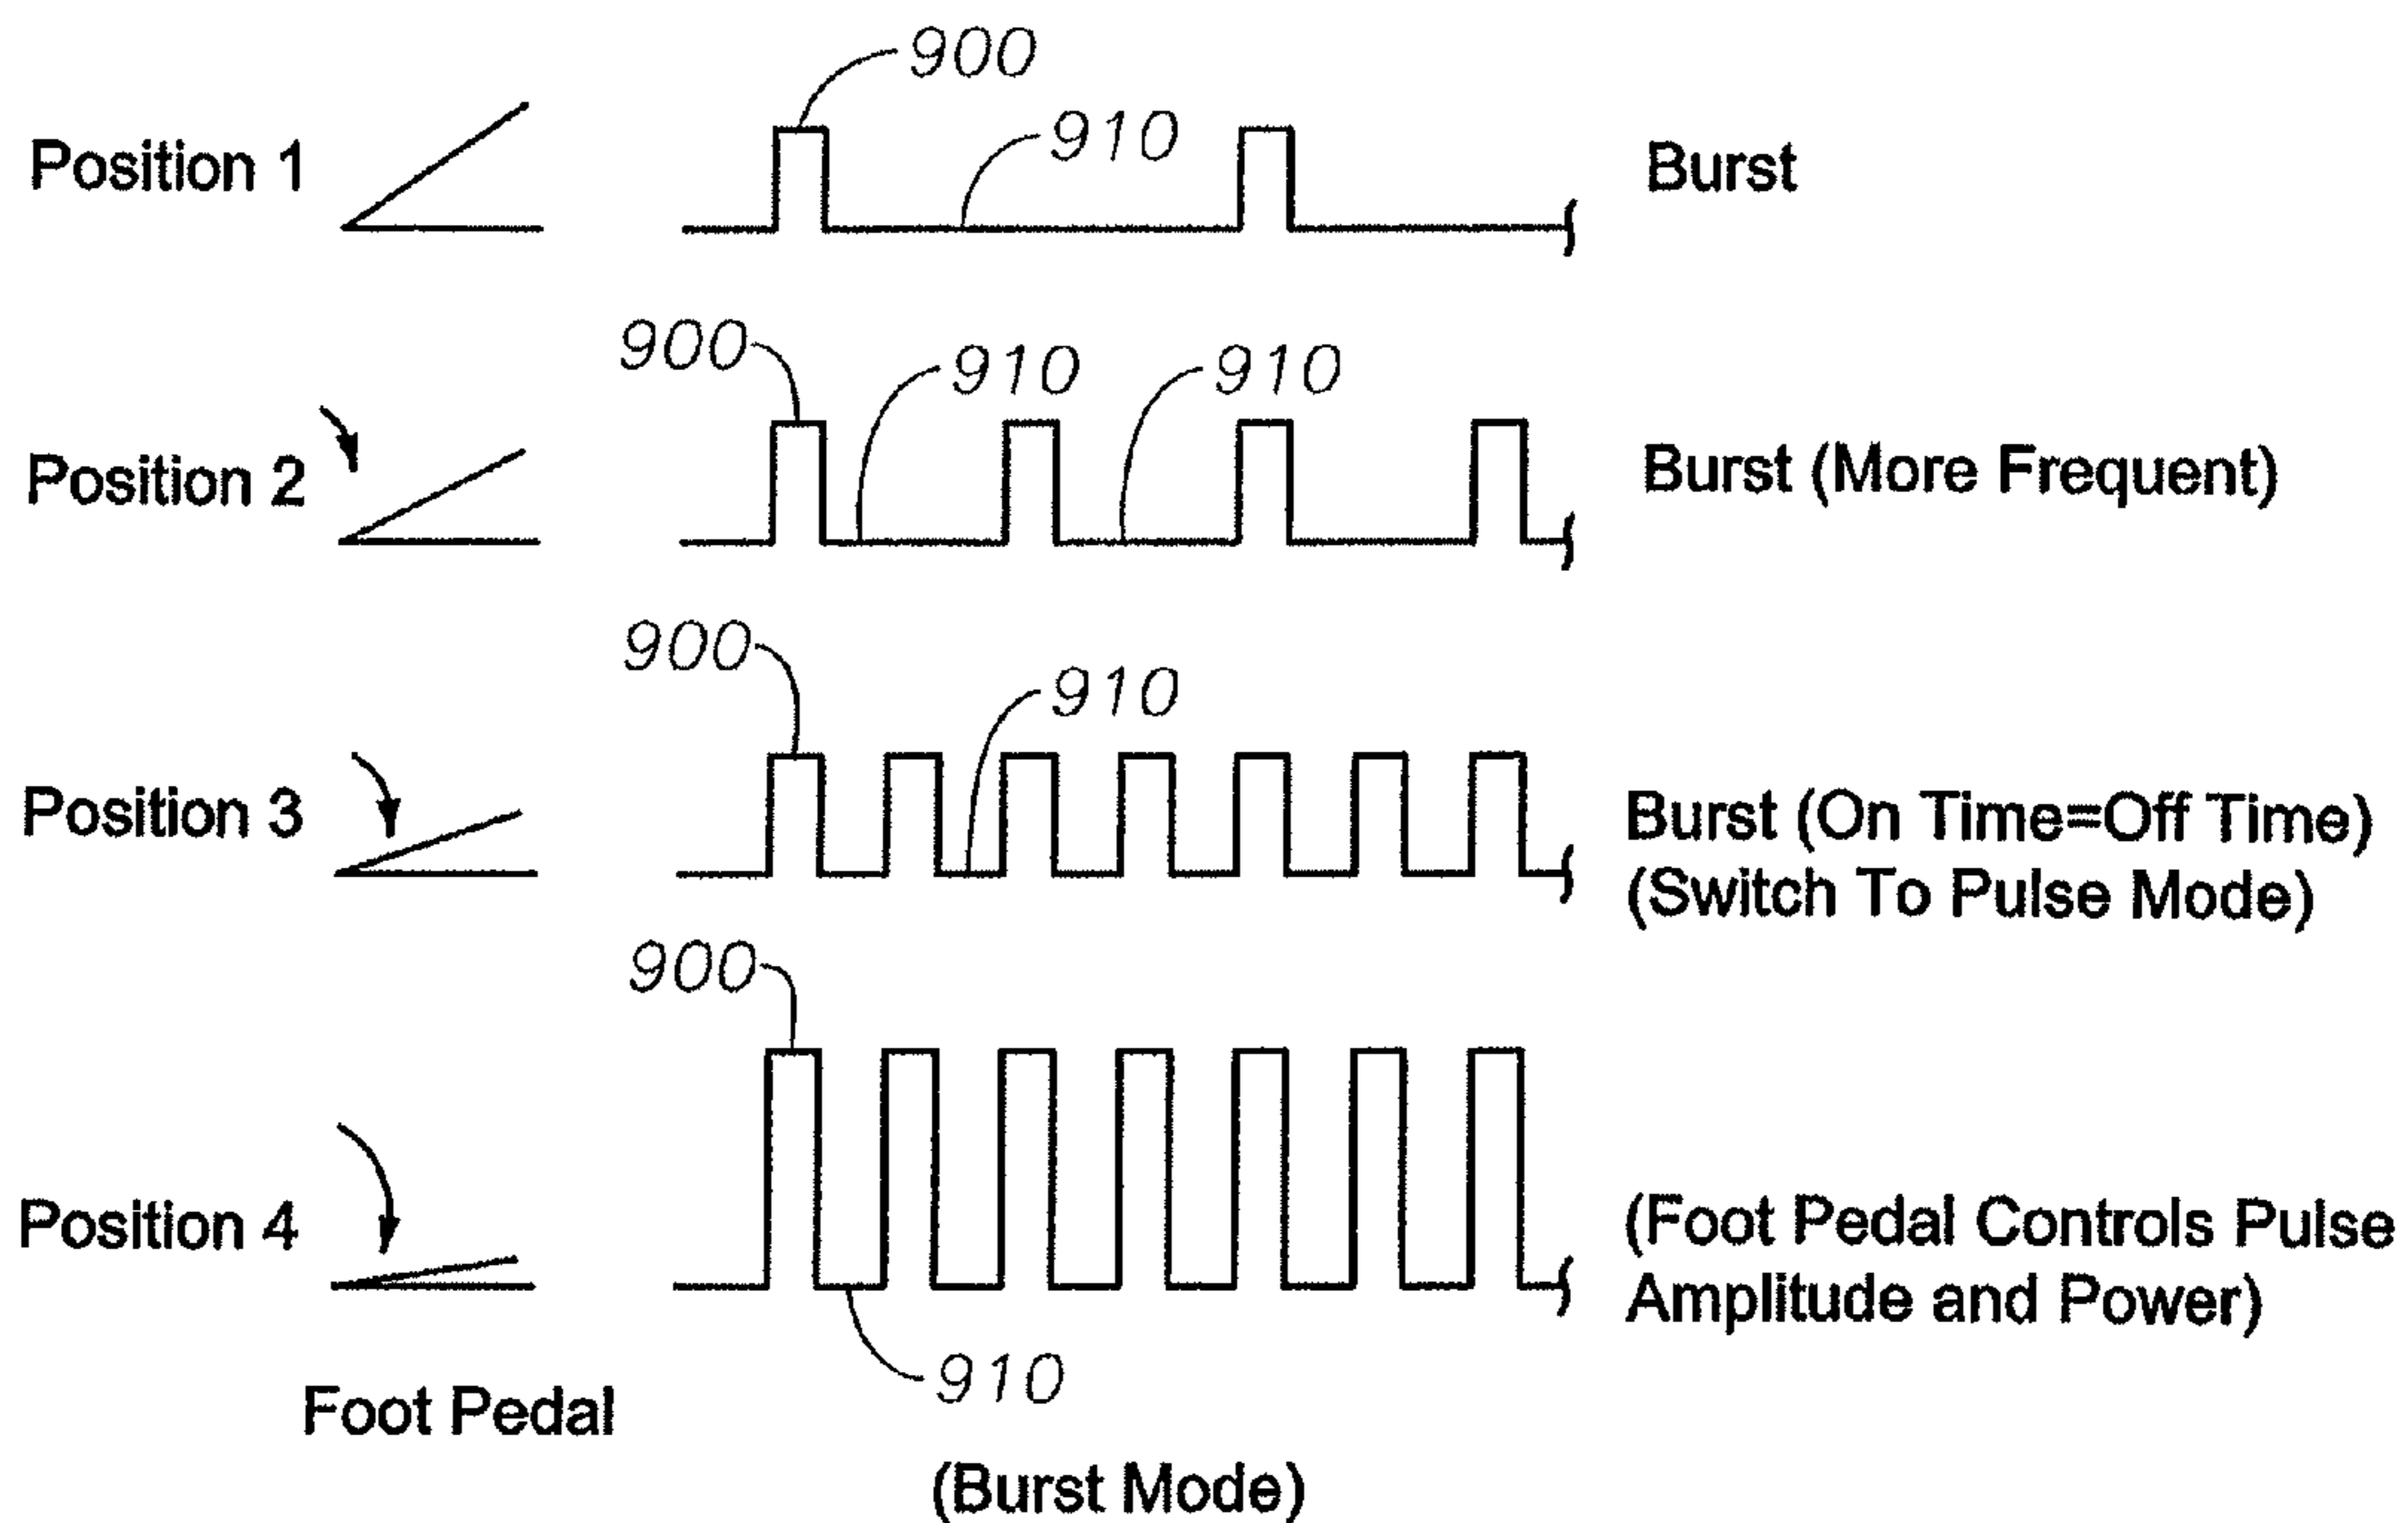 900
910
Position 1
Burst
900
910
910
Position 2
Burst (More Frequent)
900
910
Position 3
Burst (On Time=Off Time)
(Switch To Pulse Mode)
900
Position 4
(Foot Pedal Controls Pulse
Amplitude and Power)
910
Foot Pedal
(Burst Mode)